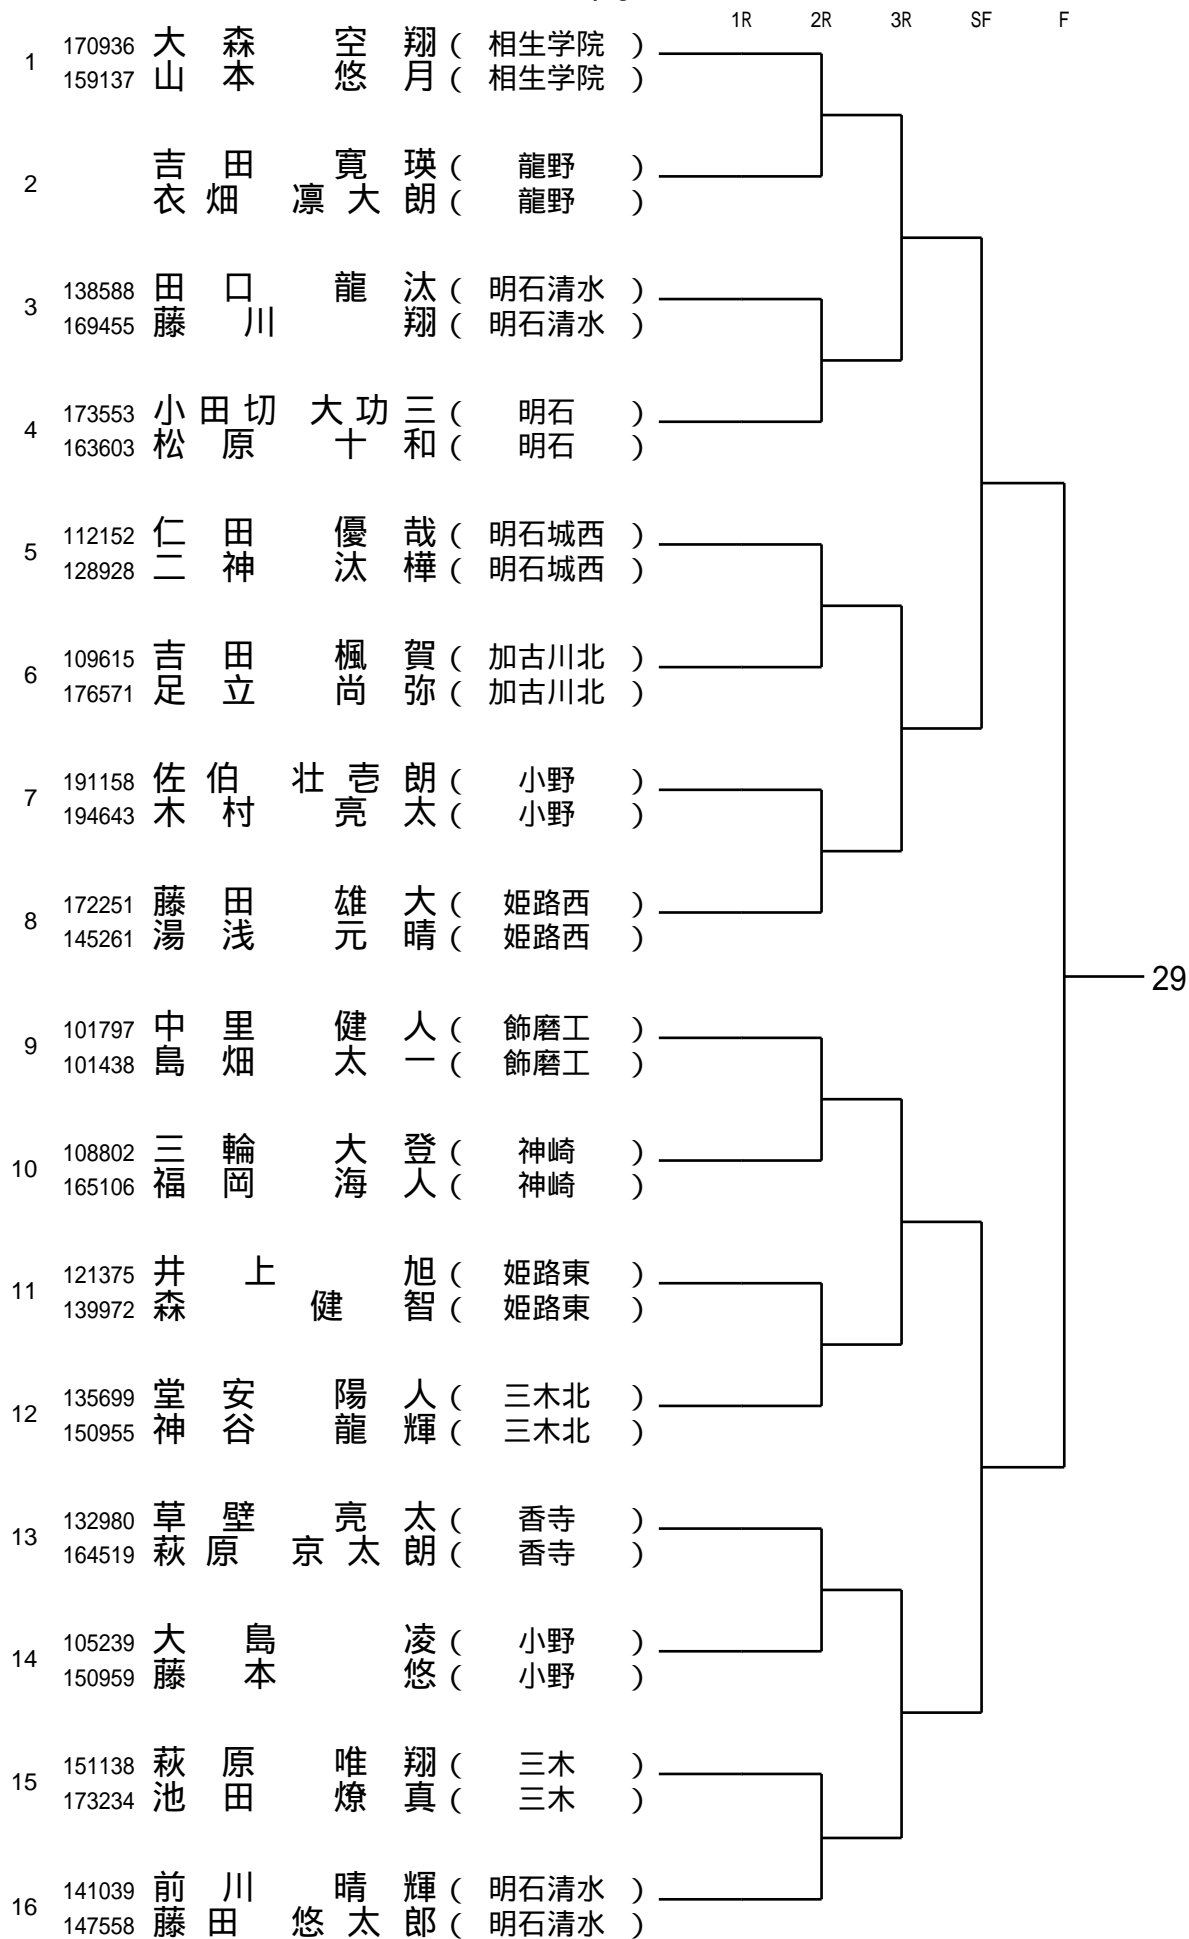 1R 2R 3R SF F
1 170936 大森 空翔 ( 相生学院 )
159137 山本 悠月 ( 相生学院 )
2 吉田 寛瑛 ( 龍野 )
衣畑 凛大朗 ( 龍野 )
3 138588 田口 龍汰 ( 明石清水 )
169455 藤川 翔 ( 明石清水 )
4 173553 小田切 大功三 ( 明石 )
163603 松原 十和 ( 明石 )
5 112152 仁田 優哉 ( 明石城西 )
128928 二神 汰樺 ( 明石城西 )
6 109615 吉田 楓賀 ( 加古川北 )
176571 足立 尚弥 ( 加古川北 )
7 191158 佐伯 壮壱朗 ( 小野 )
194643 木村 亮太 ( 小野 )
8 172251 藤田 雄大 ( 姫路西 )
145261 湯浅 元晴 ( 姫路西 )
29
9 101797 中里 健人 ( 飾磨工 )
101438 島畑 太一 ( 飾磨工 )
10 108802 三輪 大登 ( 神崎 )
165106 福岡 海人 ( 神崎 )
11 121375 井上 旭 ( 姫路東 )
139972 森 健智 ( 姫路東 )
12 135699 堂安 陽人 ( 三木北 )
150955 神谷 龍輝 ( 三木北 )
13 132980 草壁 亮太 ( 香寺 )
164519 萩原 京太朗 ( 香寺 )
14 105239 大島 凌 ( 小野 )
150959 藤本 悠 ( 小野 )
15 151138 萩原 唯翔 ( 三木 )
173234 池田 燎真 ( 三木 )
16 141039 前川 晴輝 ( 明石清水 )
147558 藤田 悠太郎 ( 明石清水 )